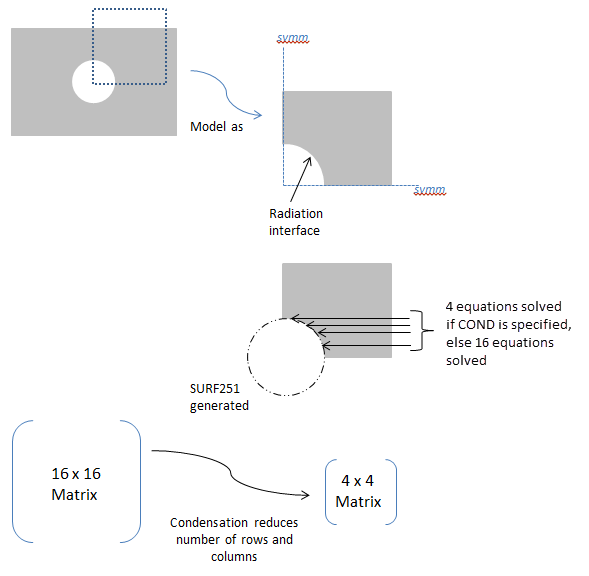 symm
Model as
symm
Radiation
interface
4 equations solved
if COND is specified,
else 16 equations
solved
SURF251
generated
16 x 16
Matrix
4 x 4
Matrix
Condensation reduces
number of rows and
columns